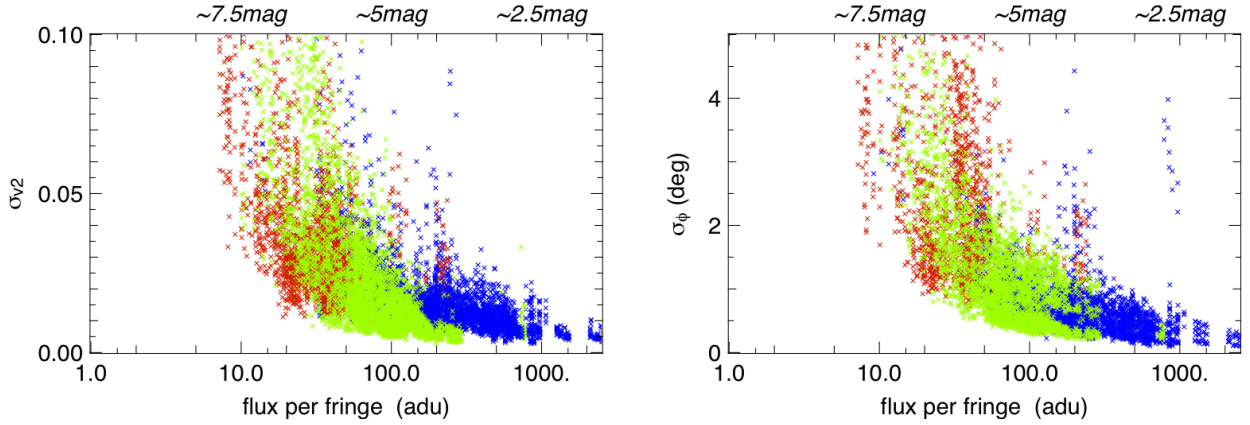 ~7.5mag ~5mag ~2.5mag
0.10
0.05
0.00
σV2
1.0 10.0 100.0 1000.
flux per fringe (adu)
~7.5mag ~5mag ~2.5mag
4
2
0
σϕ (deg)
1.0 10.0 100.0 1000.
flux per fringe (adu)